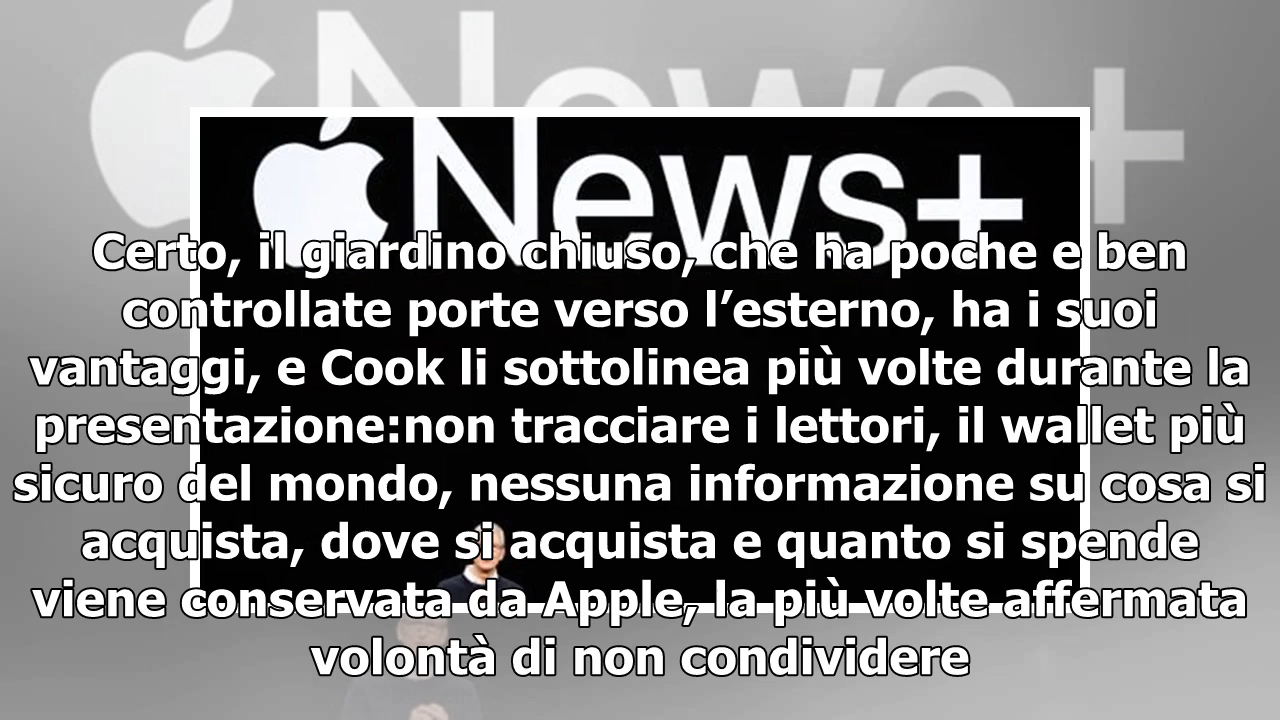 News+
News+
Certo, il giardino chiuso, che ha poche e ben
controllate porte verso l’esterno, ha i suoi
vantaggi, e Cook li sottolinea più volte durante la
presentazione:non tracciare i lettori, il wallet più
sicuro del mondo, nessuna informazione su cosa si
acquista, dove si acquista e quanto si spende
viene conservata da Apple, la più volte affermata
volontà di non condividere